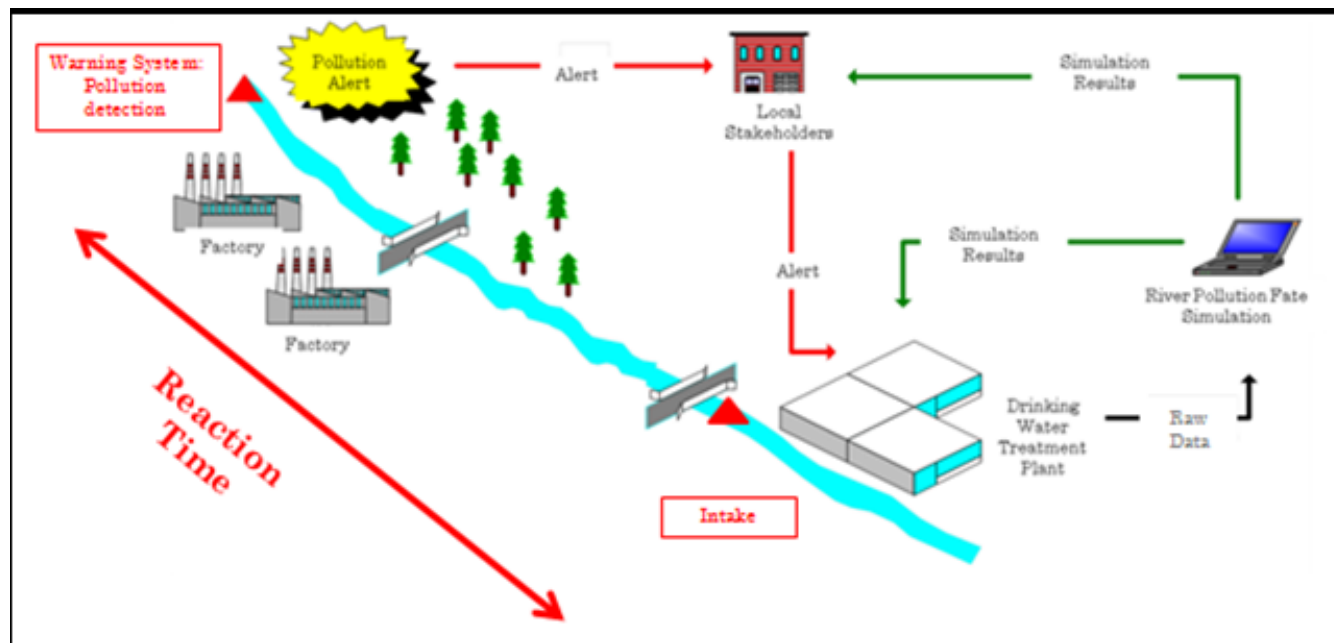 Warning System:
Pollution
detection
Pollution
Alert
Alert
Local
Stakeholders
Simulation
Results
Factory
Factory
Simulation
Results
Alert
River Pollution Fate
Simulation
Reaction
Time
Drinking
Water
Treatment
Plant
Raw
Data
Intake